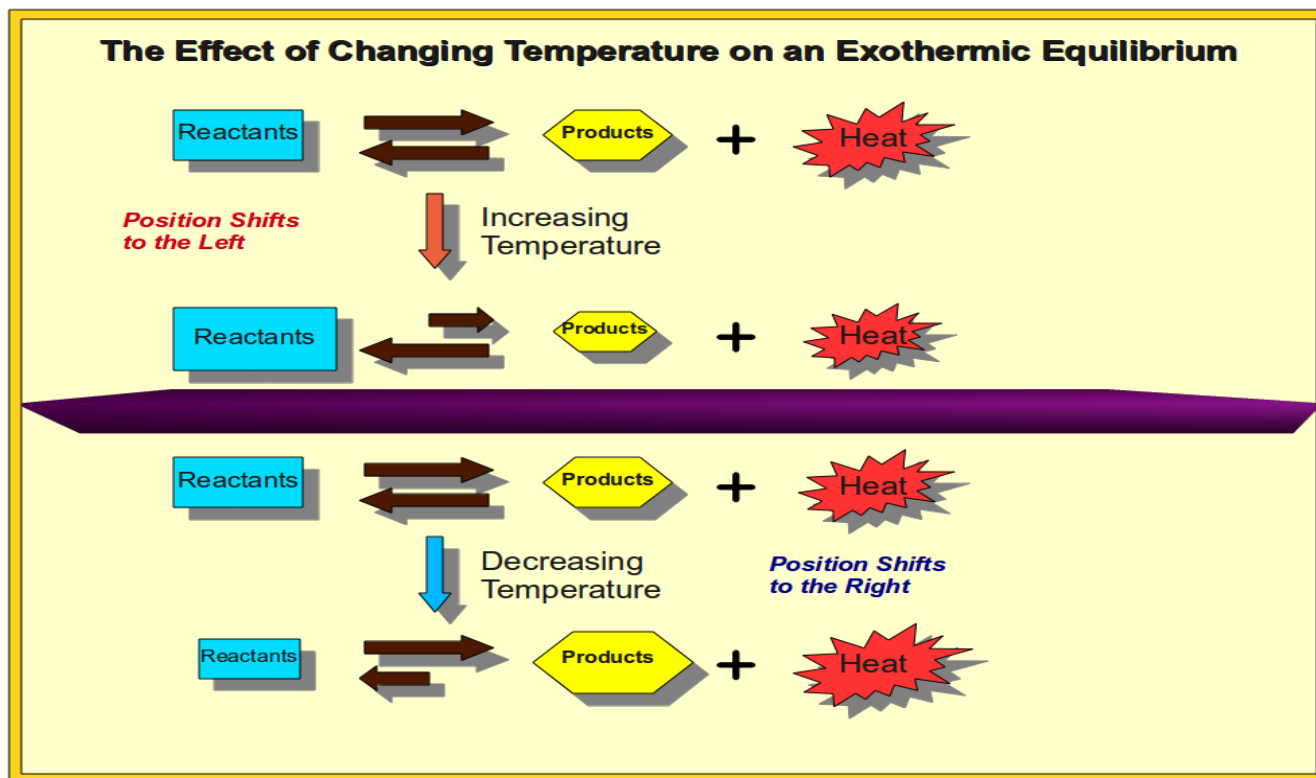 The Effect of Changing Temperature on an Exothermic Equilibrium
Reactants Products + Heat
Position Shifts
to the Left
Increasing
Temperature
Reactants Products + Heat
Reactants Products + Heat
Decreasing
Temperature
Position Shifts
to the Right
Reactants Products + Heat